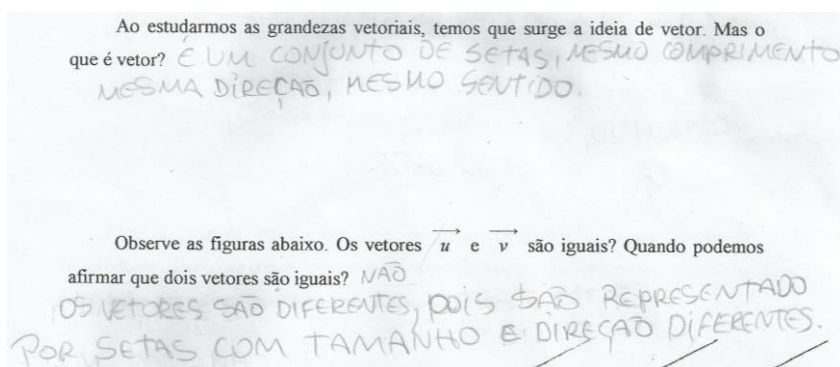 Ao estudarmos as grandezas vetoriais, temos que surge a ideia de vetor. Mas o
que é vetor? É UM CONJUNTO DE SETAS, MESMO COMPRIMENTO
MESMA DIREÇÃO, MESMO SENTIDO.
Observe as figuras abaixo. Os vetores u e v são iguais? Quando podemos
afirmar que dois vetores são iguais? NÃO
OS VETORES SÃO DIFERENTES, POIS SÃO REPRESENTADO
POR SETAS COM TAMANHO E DIREÇÃO DIFERENTES.